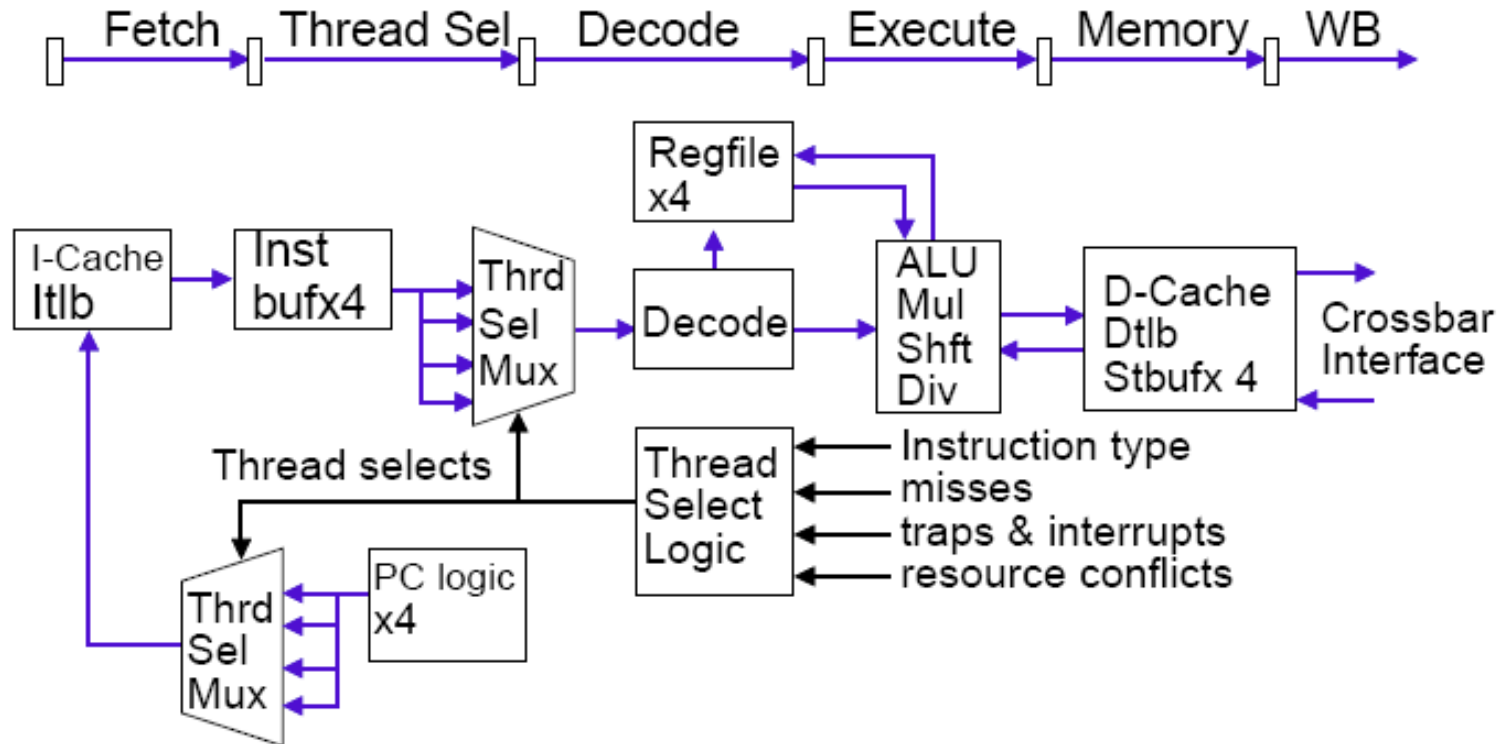 Fetch
Thread Sel
Decode
Execute
Memory
WB
Regfile
x4
I-Cache
Itlb
Inst
bufx4
Thrd
Sel
Mux
Decode
ALU
Mul
Shft
Div
D-Cache
Dtlb
Stbufx 4
Crossbar
Interface
Thread selects
Thread
Select
Logic
Instruction type
misses
traps & interrupts
resource conflicts
Thrd
Sel
Mux
PC logic
x4